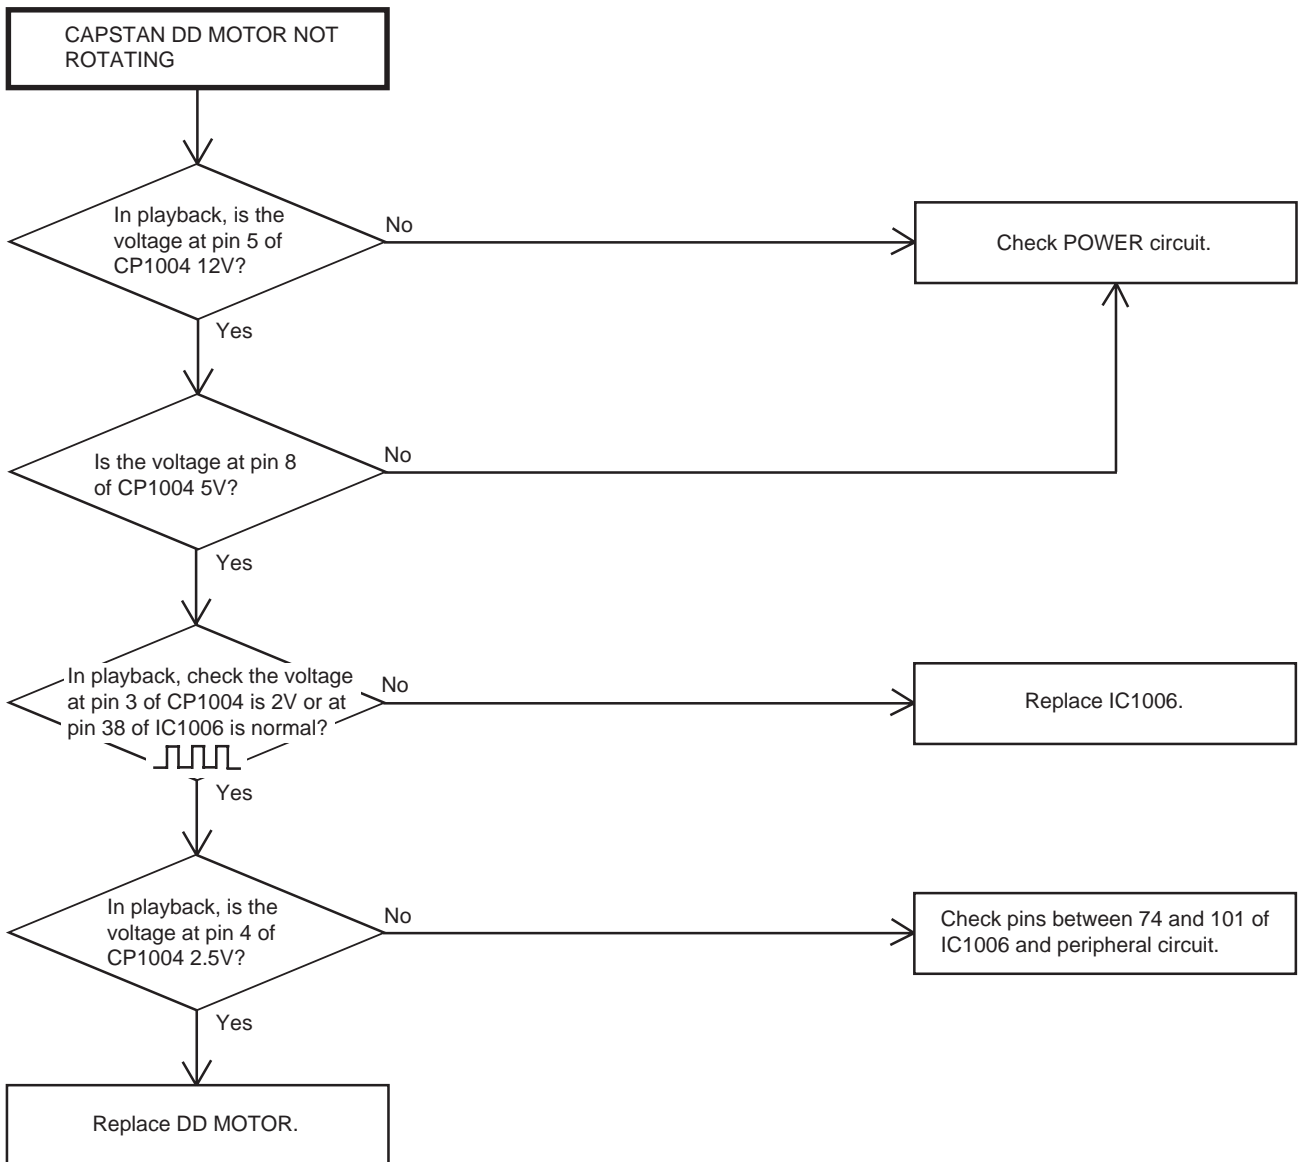 CAPSTAN DD MOTOR NOT
ROTATING
In playback, is the
voltage at pin 5 of
CP1004 12V?
No
Check POWER circuit.
Yes
Is the voltage at pin 8
of CP1004 5V?
No
Yes
In playback, check the voltage
at pin 3 of CP1004 is 2V or at
pin 38 of IC1006 is normal?
No
Replace IC1006.
Yes
In playback, is the
voltage at pin 4 of
CP1004 2.5V?
No
Check pins between 74 and 101 of
IC1006 and peripheral circuit.
Yes
Replace DD MOTOR.